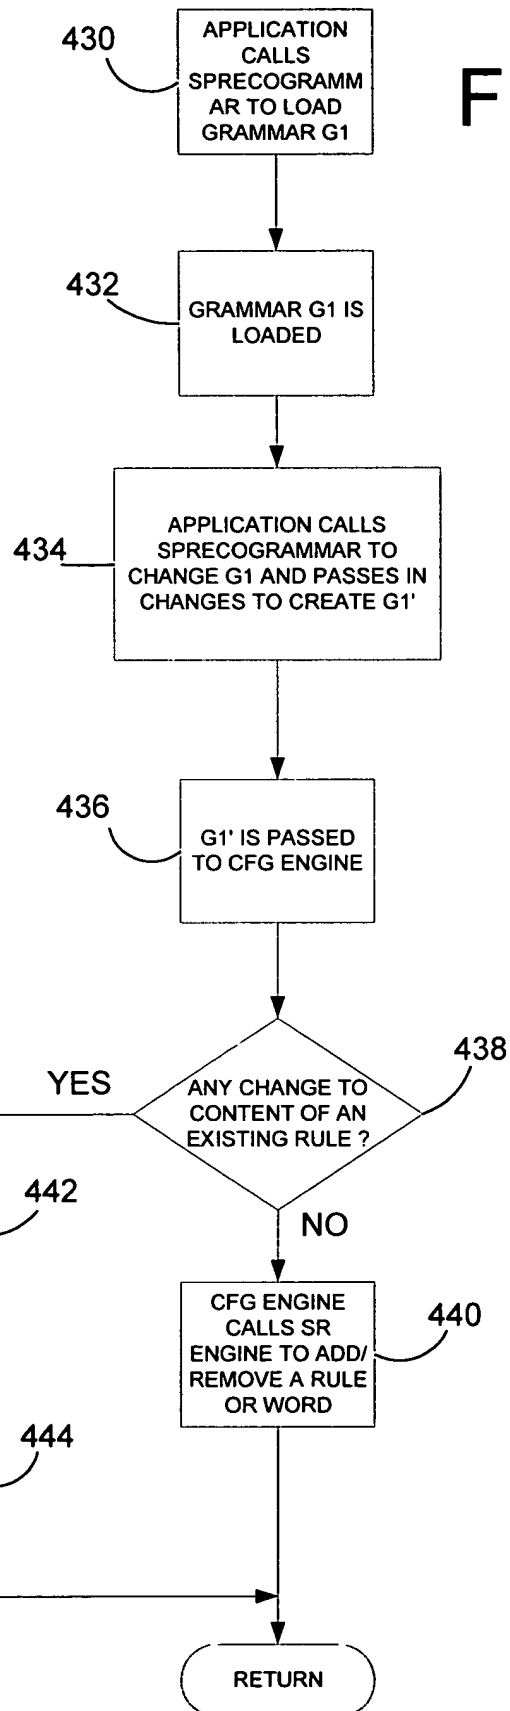 430
APPLICATION
CALLS
SPRECOGRAMM
AR TO LOAD
GRAMMAR G1
F
432
GRAMMAR G1 IS
LOADED
434
APPLICATION CALLS
SPRECOGRAMMAR TO
CHANGE G1 AND PASSES IN
CHANGES TO CREATE G1'
436
G1' IS PASSED
TO CFG ENGINE
438
YES
ANY CHANGE TO
CONTENT OF AN
EXISTING RULE ?
442
NO
CFG ENGINE
CALLS SR
ENGINE TO ADD/
REMOVE A RULE
OR WORD
440
444
RETURN